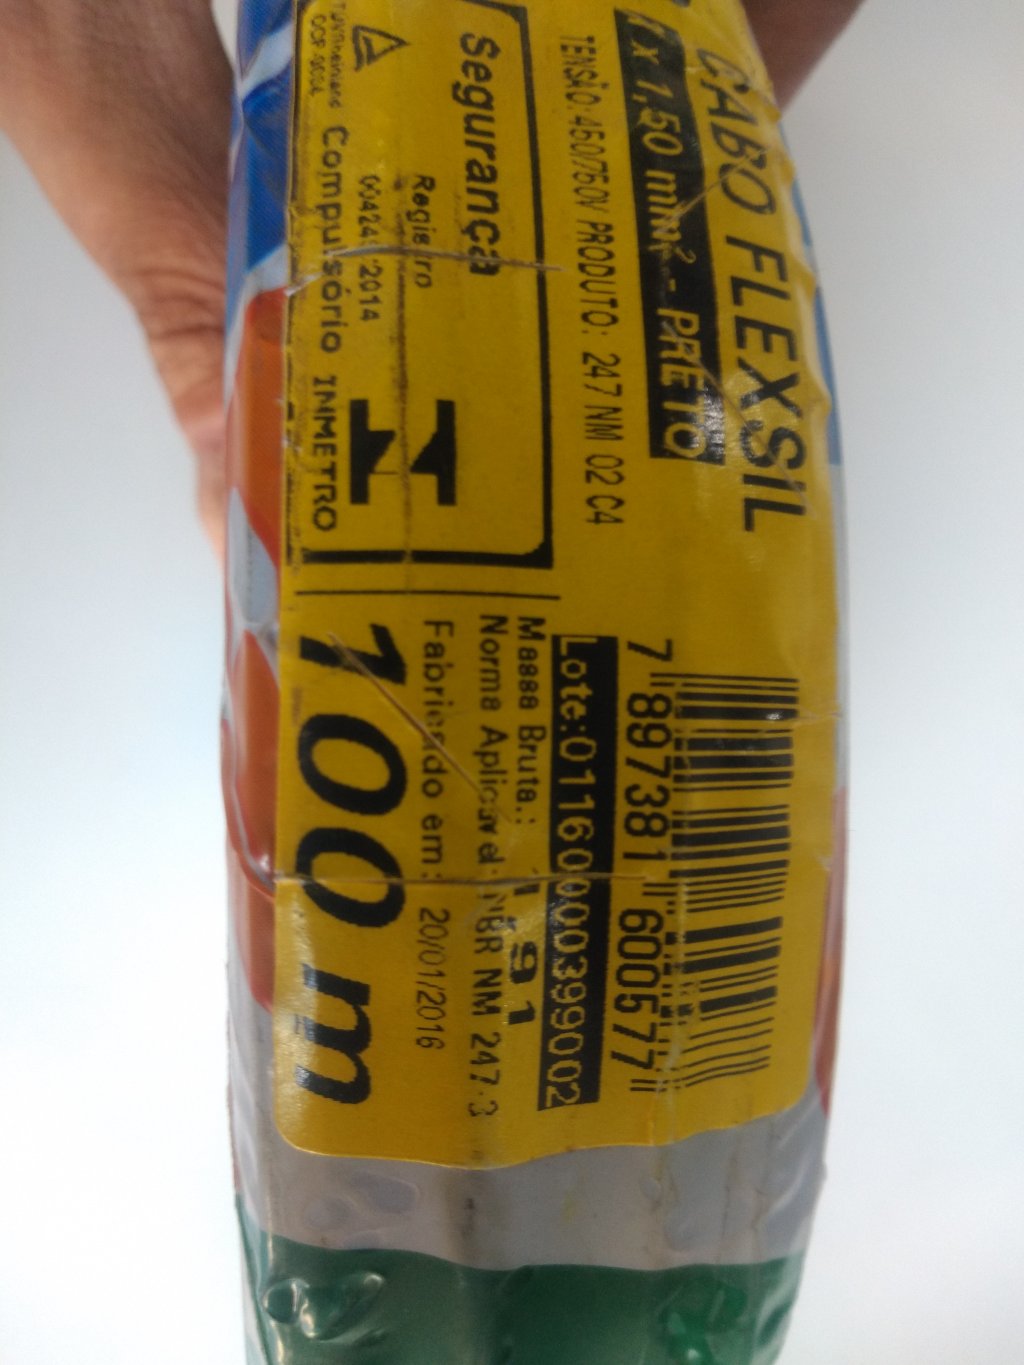 CABO FLEXSIL
x 1,50 mm² - PRETO
TENSÃO: 450/750V PRODUTO: 247 NM 02 C4
Segurança
Registro
2014
Compulsório INMETRO
7 897381 600577
Lote:01160000399002
Massa Bruta.: 1,91
Norma Aplicável: NBR NM 247-3
Fabricado em: 20/01/2016
100 m